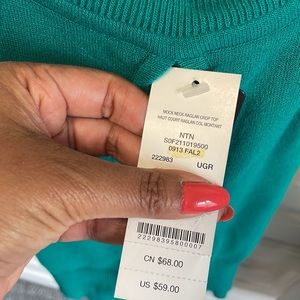 MOCK NECK RAGLAN CROP TOP
HAUT COURT RAGLAN COL MONTANT
NTN
S0F211019500
0913 FAL2
222983 UGR
22298395800007
CN $68.00
US $59.00